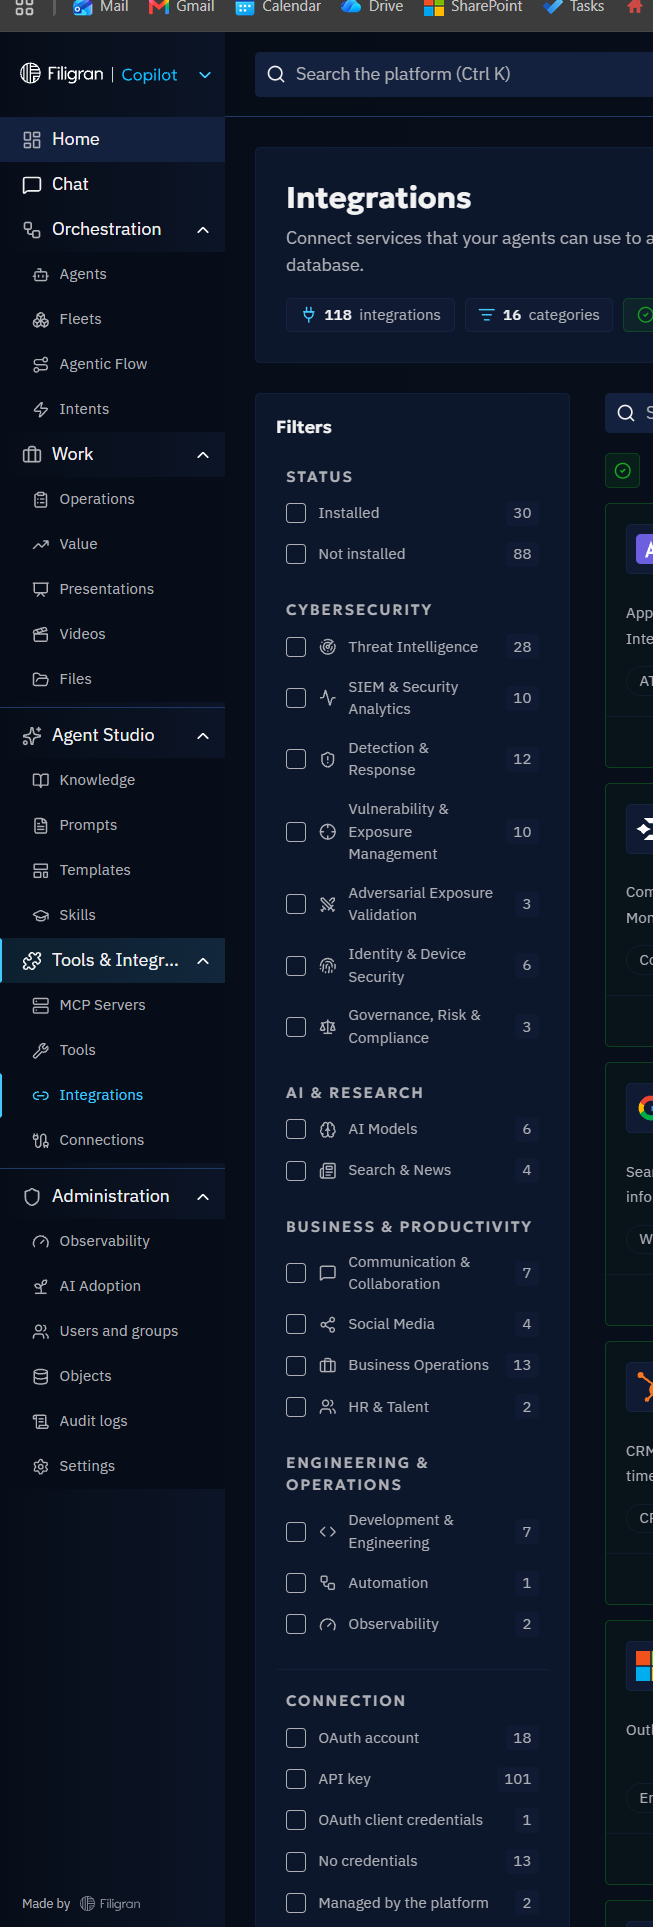 Mail Gmail Calendar Drive SharePoint Tasks
Filigran | Copilot
Search the platform (Ctrl K)
Home
Chat
Orchestration
Agents
Fleets
Agentic Flow
Intents
Work
Operations
Value
Presentations
Videos
Files
Agent Studio
Knowledge
Prompts
Templates
Skills
Tools & Integr...
MCP Servers
Tools
Integrations
Connections
Administration
Observability
AI Adoption
Users and groups
Objects
Audit logs
Settings
Made by Filigran
Integrations
Connect services that your agents can use to a
database.
118 integrations 16 categories
Filters
STATUS
Installed 30
Not installed 88
CYBERSECURITY
Threat Intelligence 28
SIEM & Security
Analytics 10
Detection &
Response 12
Vulnerability &
Exposure 10
Management
Adversarial Exposure
Validation 3
Identity & Device
Security 6
Governance, Risk &
Compliance 3
AI & RESEARCH
AI Models 6
Search & News 4
BUSINESS & PRODUCTIVITY
Communication &
Collaboration 7
Social Media 4
Business Operations 13
HR & Talent 2
ENGINEERING &
OPERATIONS
Development &
Engineering 7
Automation 1
Observability 2
CONNECTION
OAuth account 18
API key 101
OAuth client credentials 1
No credentials 13
Managed by the platform 2
S
App
Inte
AT
Com
Mon
Co
Sea
info
W
CRM
time
CR
Outl
Em